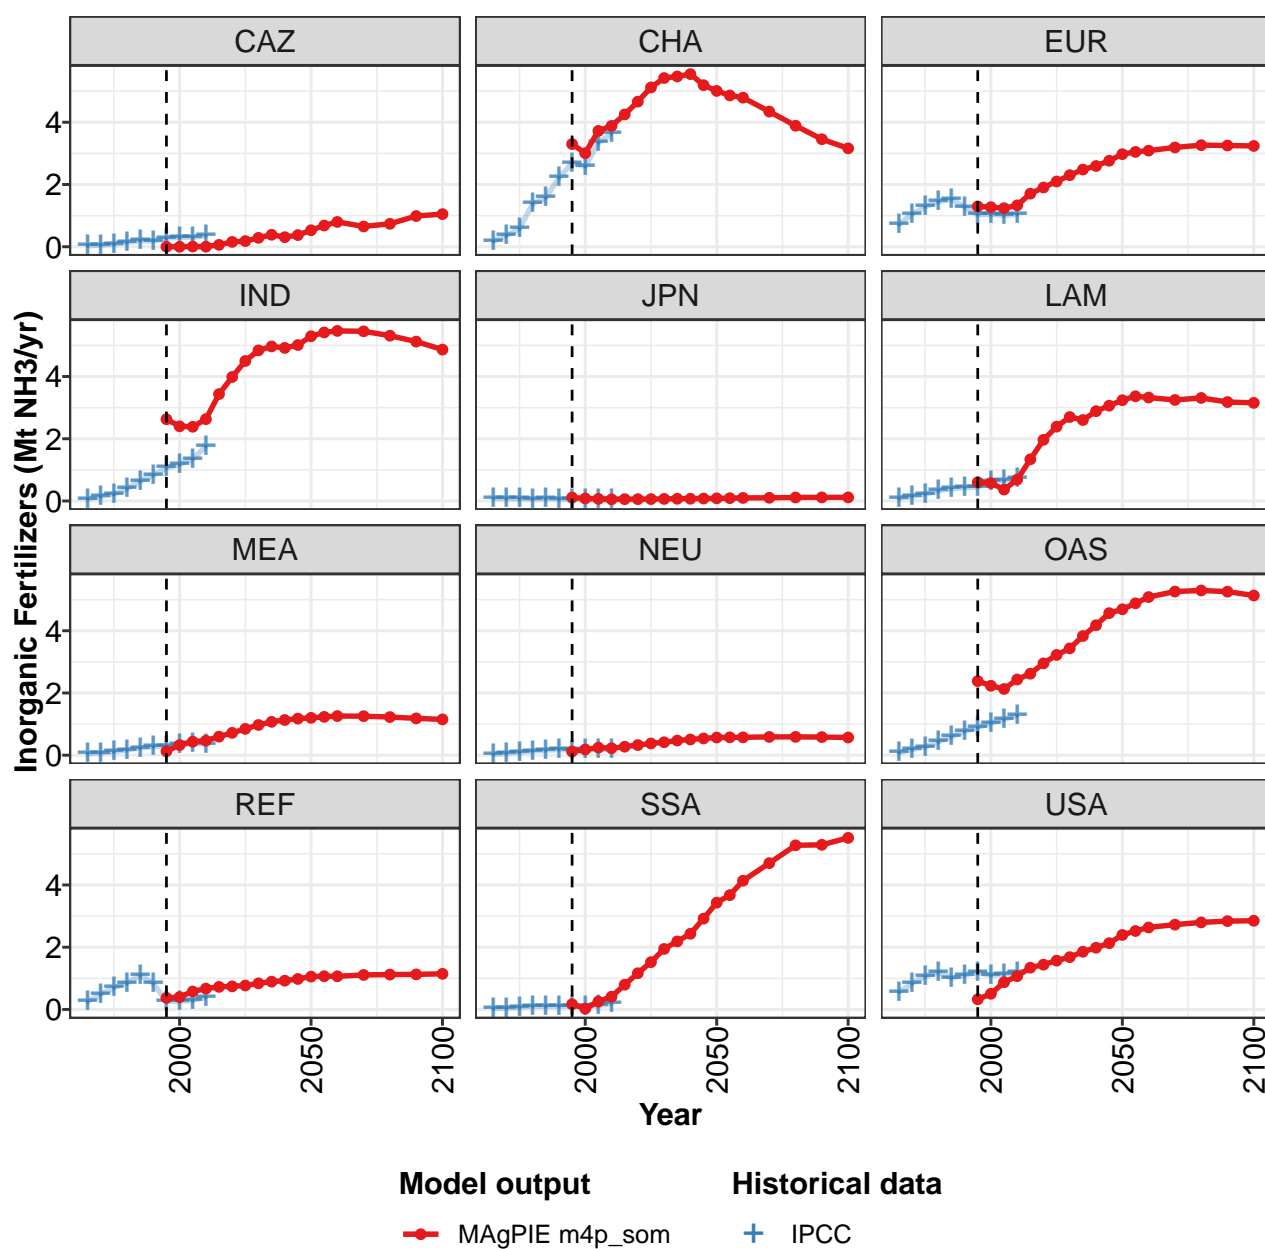 CAZ CHA EUR
4
2
0
IND JPN LAM
4
2
0
MEA NEU OAS
4
2
0
REF SSA USA
4
2
0
Inorganic Fertilizers (Mt NH3/yr)
2000 2050 2100 2000 2050 2100 2000 2050 2100
Year
Model output Historical data
MAgPIE m4p_som IPCC